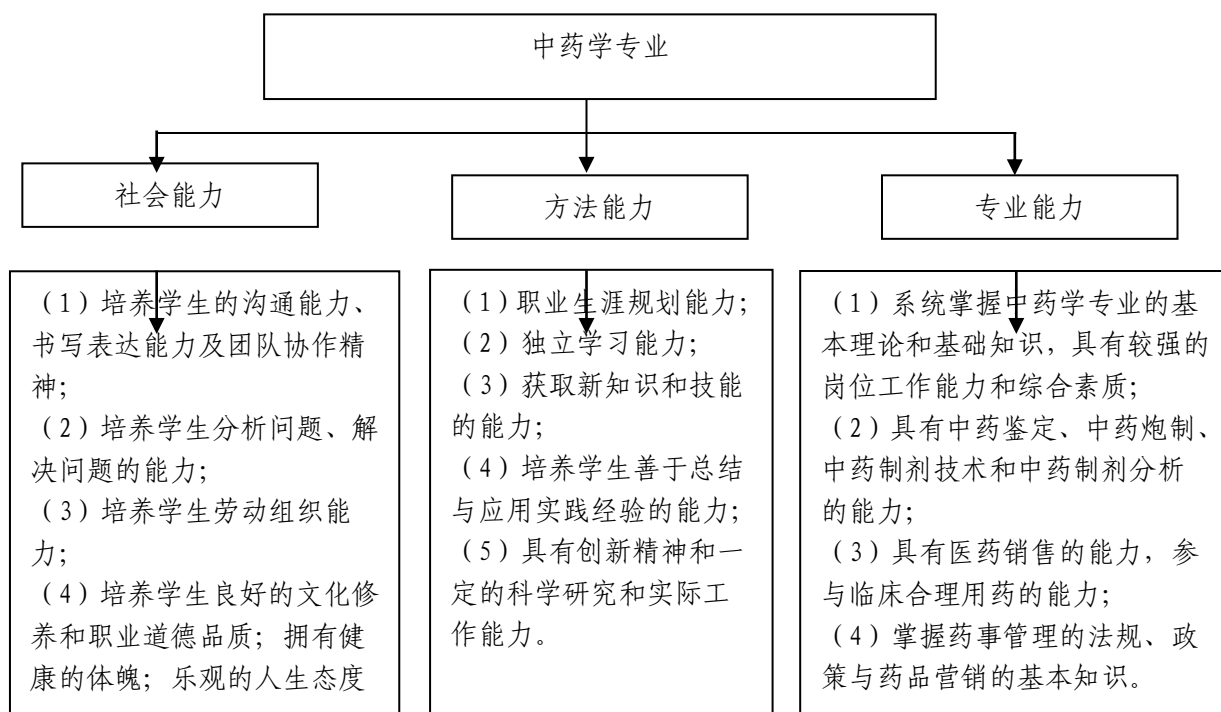 中药学专业
社会能力
方法能力
专业能力
（1）培养学生的沟通能力、
书写表达能力及团队协作精
神；
（2）培养学生分析问题、解
决问题的能力；
（3）培养学生劳动组织能
力；
（4）培养学生良好的文化修
养和职业道德品质；拥有健
康的体魄；乐观的人生态度
（1）职业生涯规划能力；
（2）独立学习能力；
（3）获取新知识和技能
的能力；
（4）培养学生善于总结
与应用实践经验的能力；
（5）具有创新精神和一
定的科学研究和实际工
作能力。
（1）系统掌握中药学专业的基
本理论和基础知识，具有较强的
岗位工作能力和综合素质；
（2）具有中药鉴定、中药炮制、
中药制剂技术和中药制剂分析
的能力；
（3）具有医药销售的能力，参
与临床合理用药的能力；
（4）掌握药事管理的法规、政
策与药品营销的基本知识。